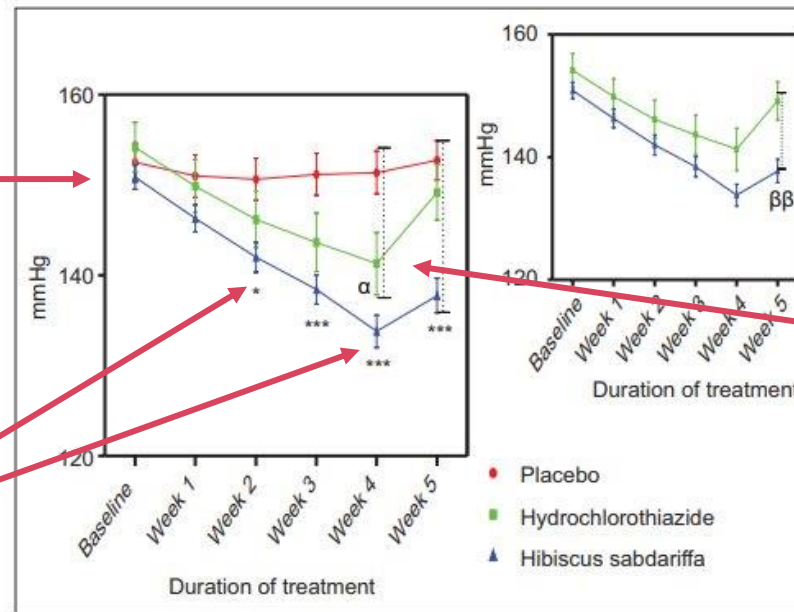 160
140
120
mmHg
*
***
***
***
α
Baseline
Week 1
Week 2
Week 3
Week 4
Week 5
Duration of treatment
160
140
120
mmHg
ββ
Baseline
Week 1
Week 2
Week 3
Week 4
Week 5
Duration of treatment
Placebo
Hydrochlorothiazide
Hibiscus sabdariffa